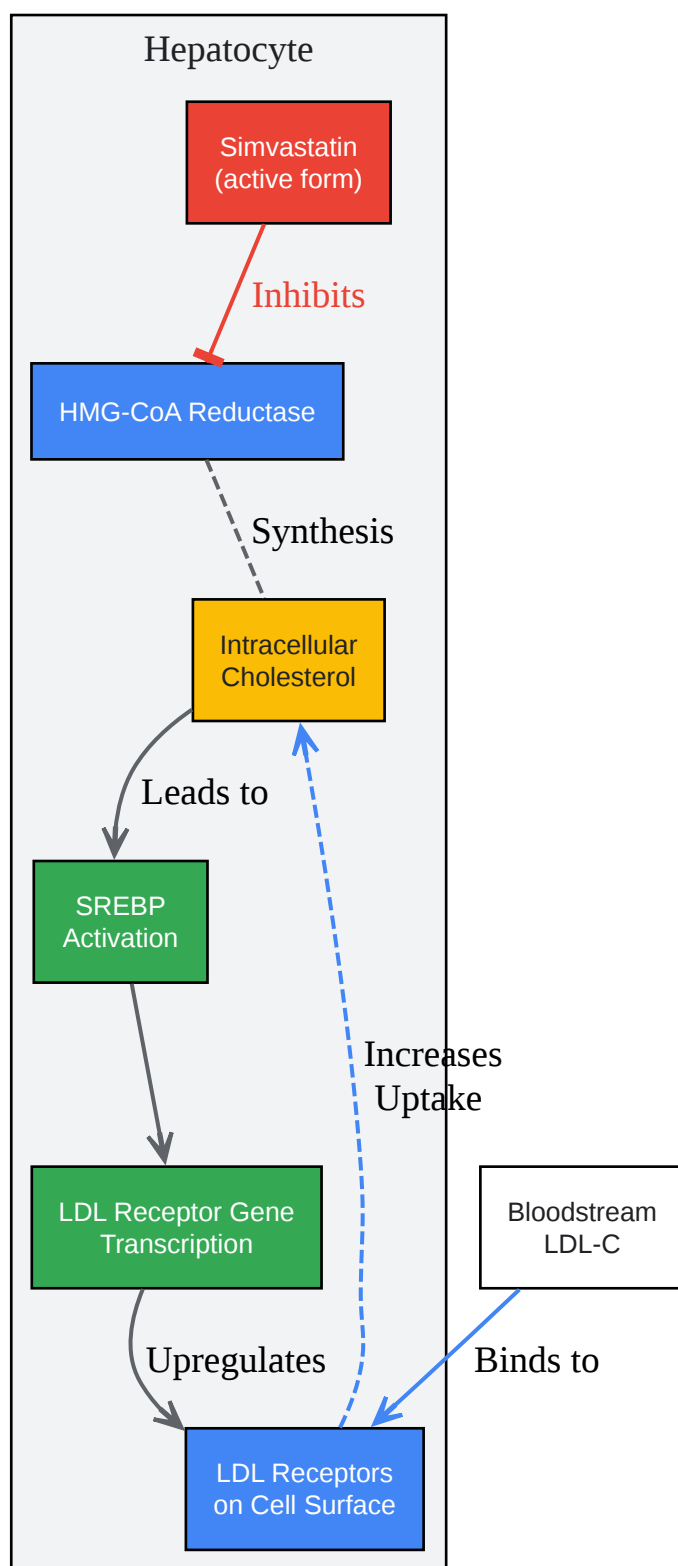 Hepatocyte
Simvastatin
(active form)
Inhibits
HMG-CoA Reductase
Synthesis
Intracellular
Cholesterol
Leads to
SREBP
Activation
Increases
Uptake
LDL Receptor Gene
Transcription
Bloodstream
LDL-C
Upregulates
Binds to
LDL Receptors
on Cell Surface